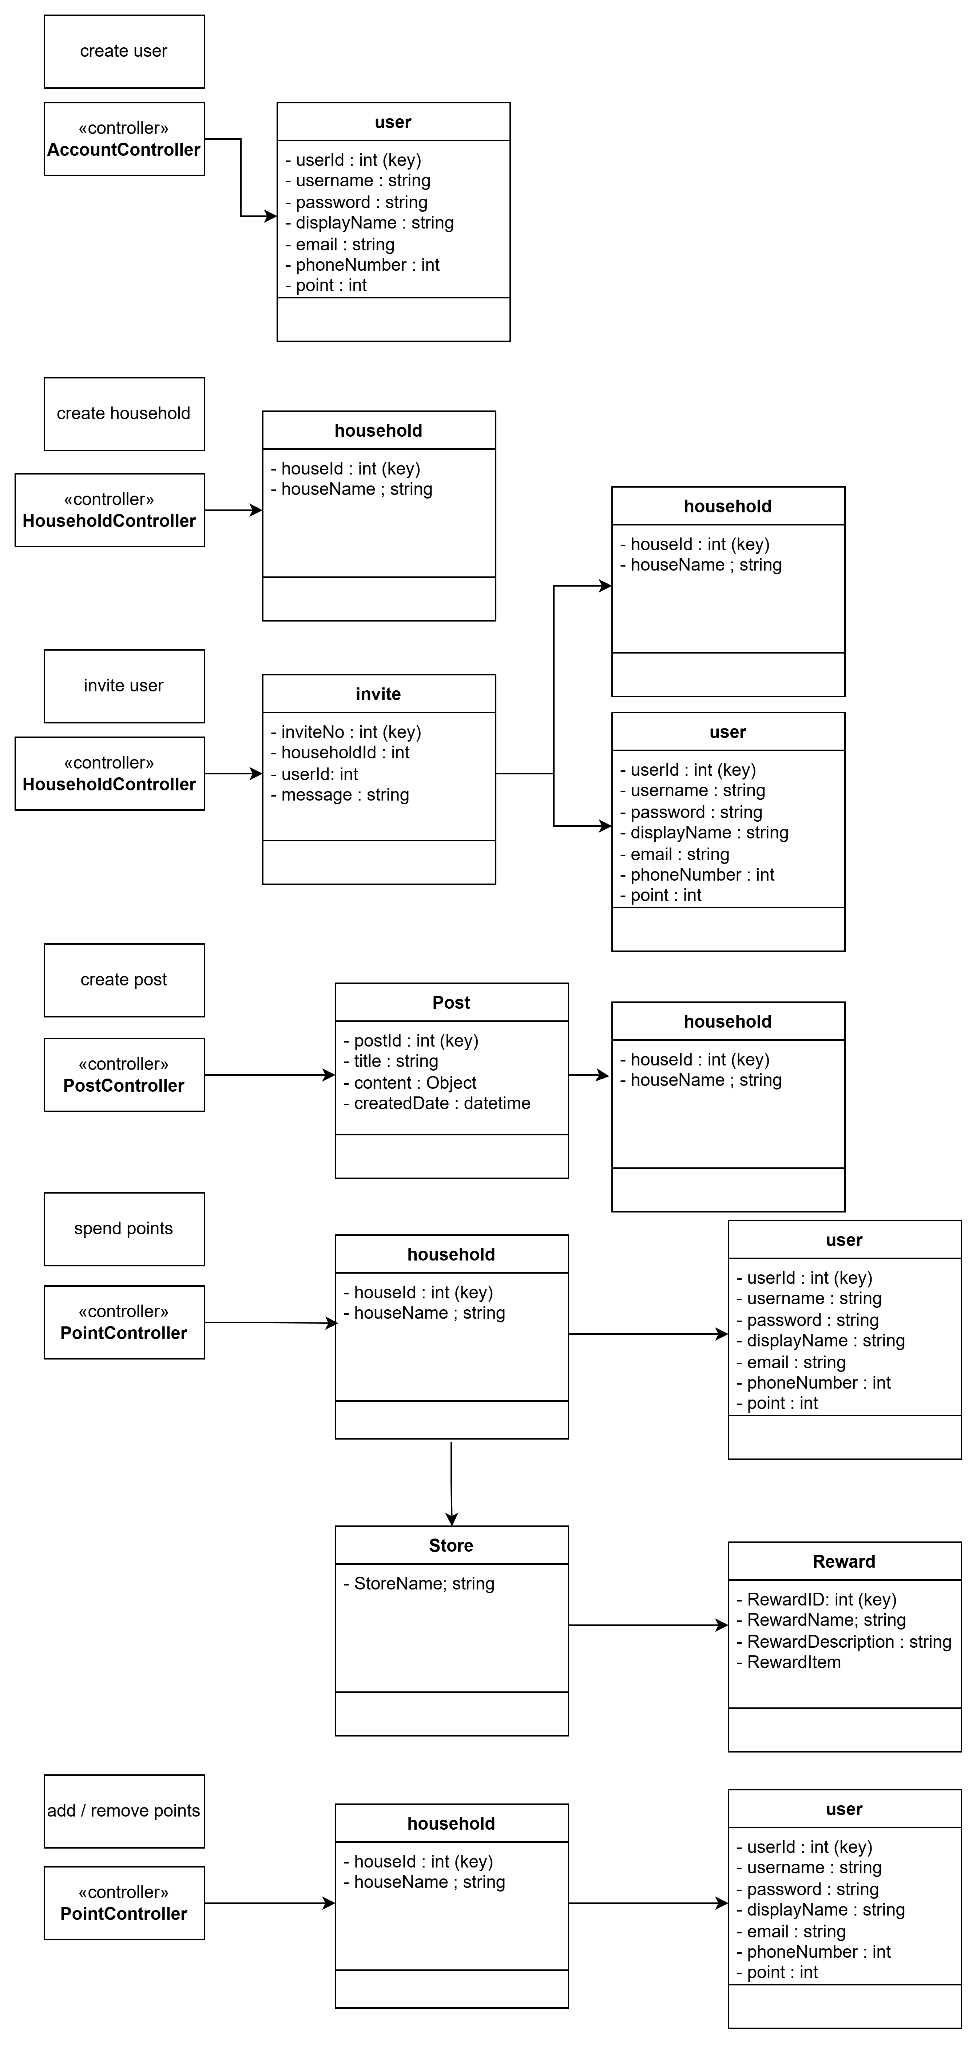 create user
«controller»
AccountController
user
- userId : int (key)
- username : string
- password : string
- displayName : string
- email : string
- phoneNumber : int
- point : int
create household
«controller»
HouseholdController
household
- houseId : int (key)
- houseName ; string
household
- houseId : int (key)
- houseName ; string
invite user
«controller»
HouseholdController
invite
- inviteNo : int (key)
- householdId : int
- userId: int
- message : string
user
- userId : int (key)
- username : string
- password : string
- displayName : string
- email : string
- phoneNumber : int
- point : int
create post
«controller»
PostController
Post
- postId : int (key)
- title : string
- content : Object
- createdDate : datetime
household
- houseId : int (key)
- houseName ; string
spend points
«controller»
PointController
household
- houseId : int (key)
- houseName ; string
user
- userId : int (key)
- username : string
- password : string
- displayName : string
- email : string
- phoneNumber : int
- point : int
Store
- StoreName; string
Reward
- RewardID: int (key)
- RewardName; string
- RewardDescription : string
- RewardItem
add / remove points
«controller»
PointController
household
- houseId : int (key)
- houseName ; string
user
- userId : int (key)
- username : string
- password : string
- displayName : string
- email : string
- phoneNumber : int
- point : int